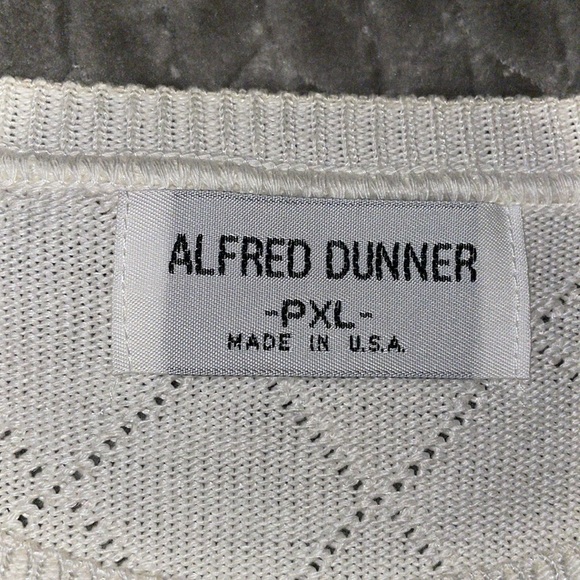 ALFRED DUNNER
-PXL-
MADE IN U.S.A.